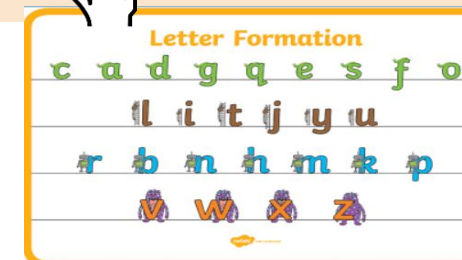 Letter Formation
c a d g q e s f o
l i t j y u
r b n h m k p
v w x z